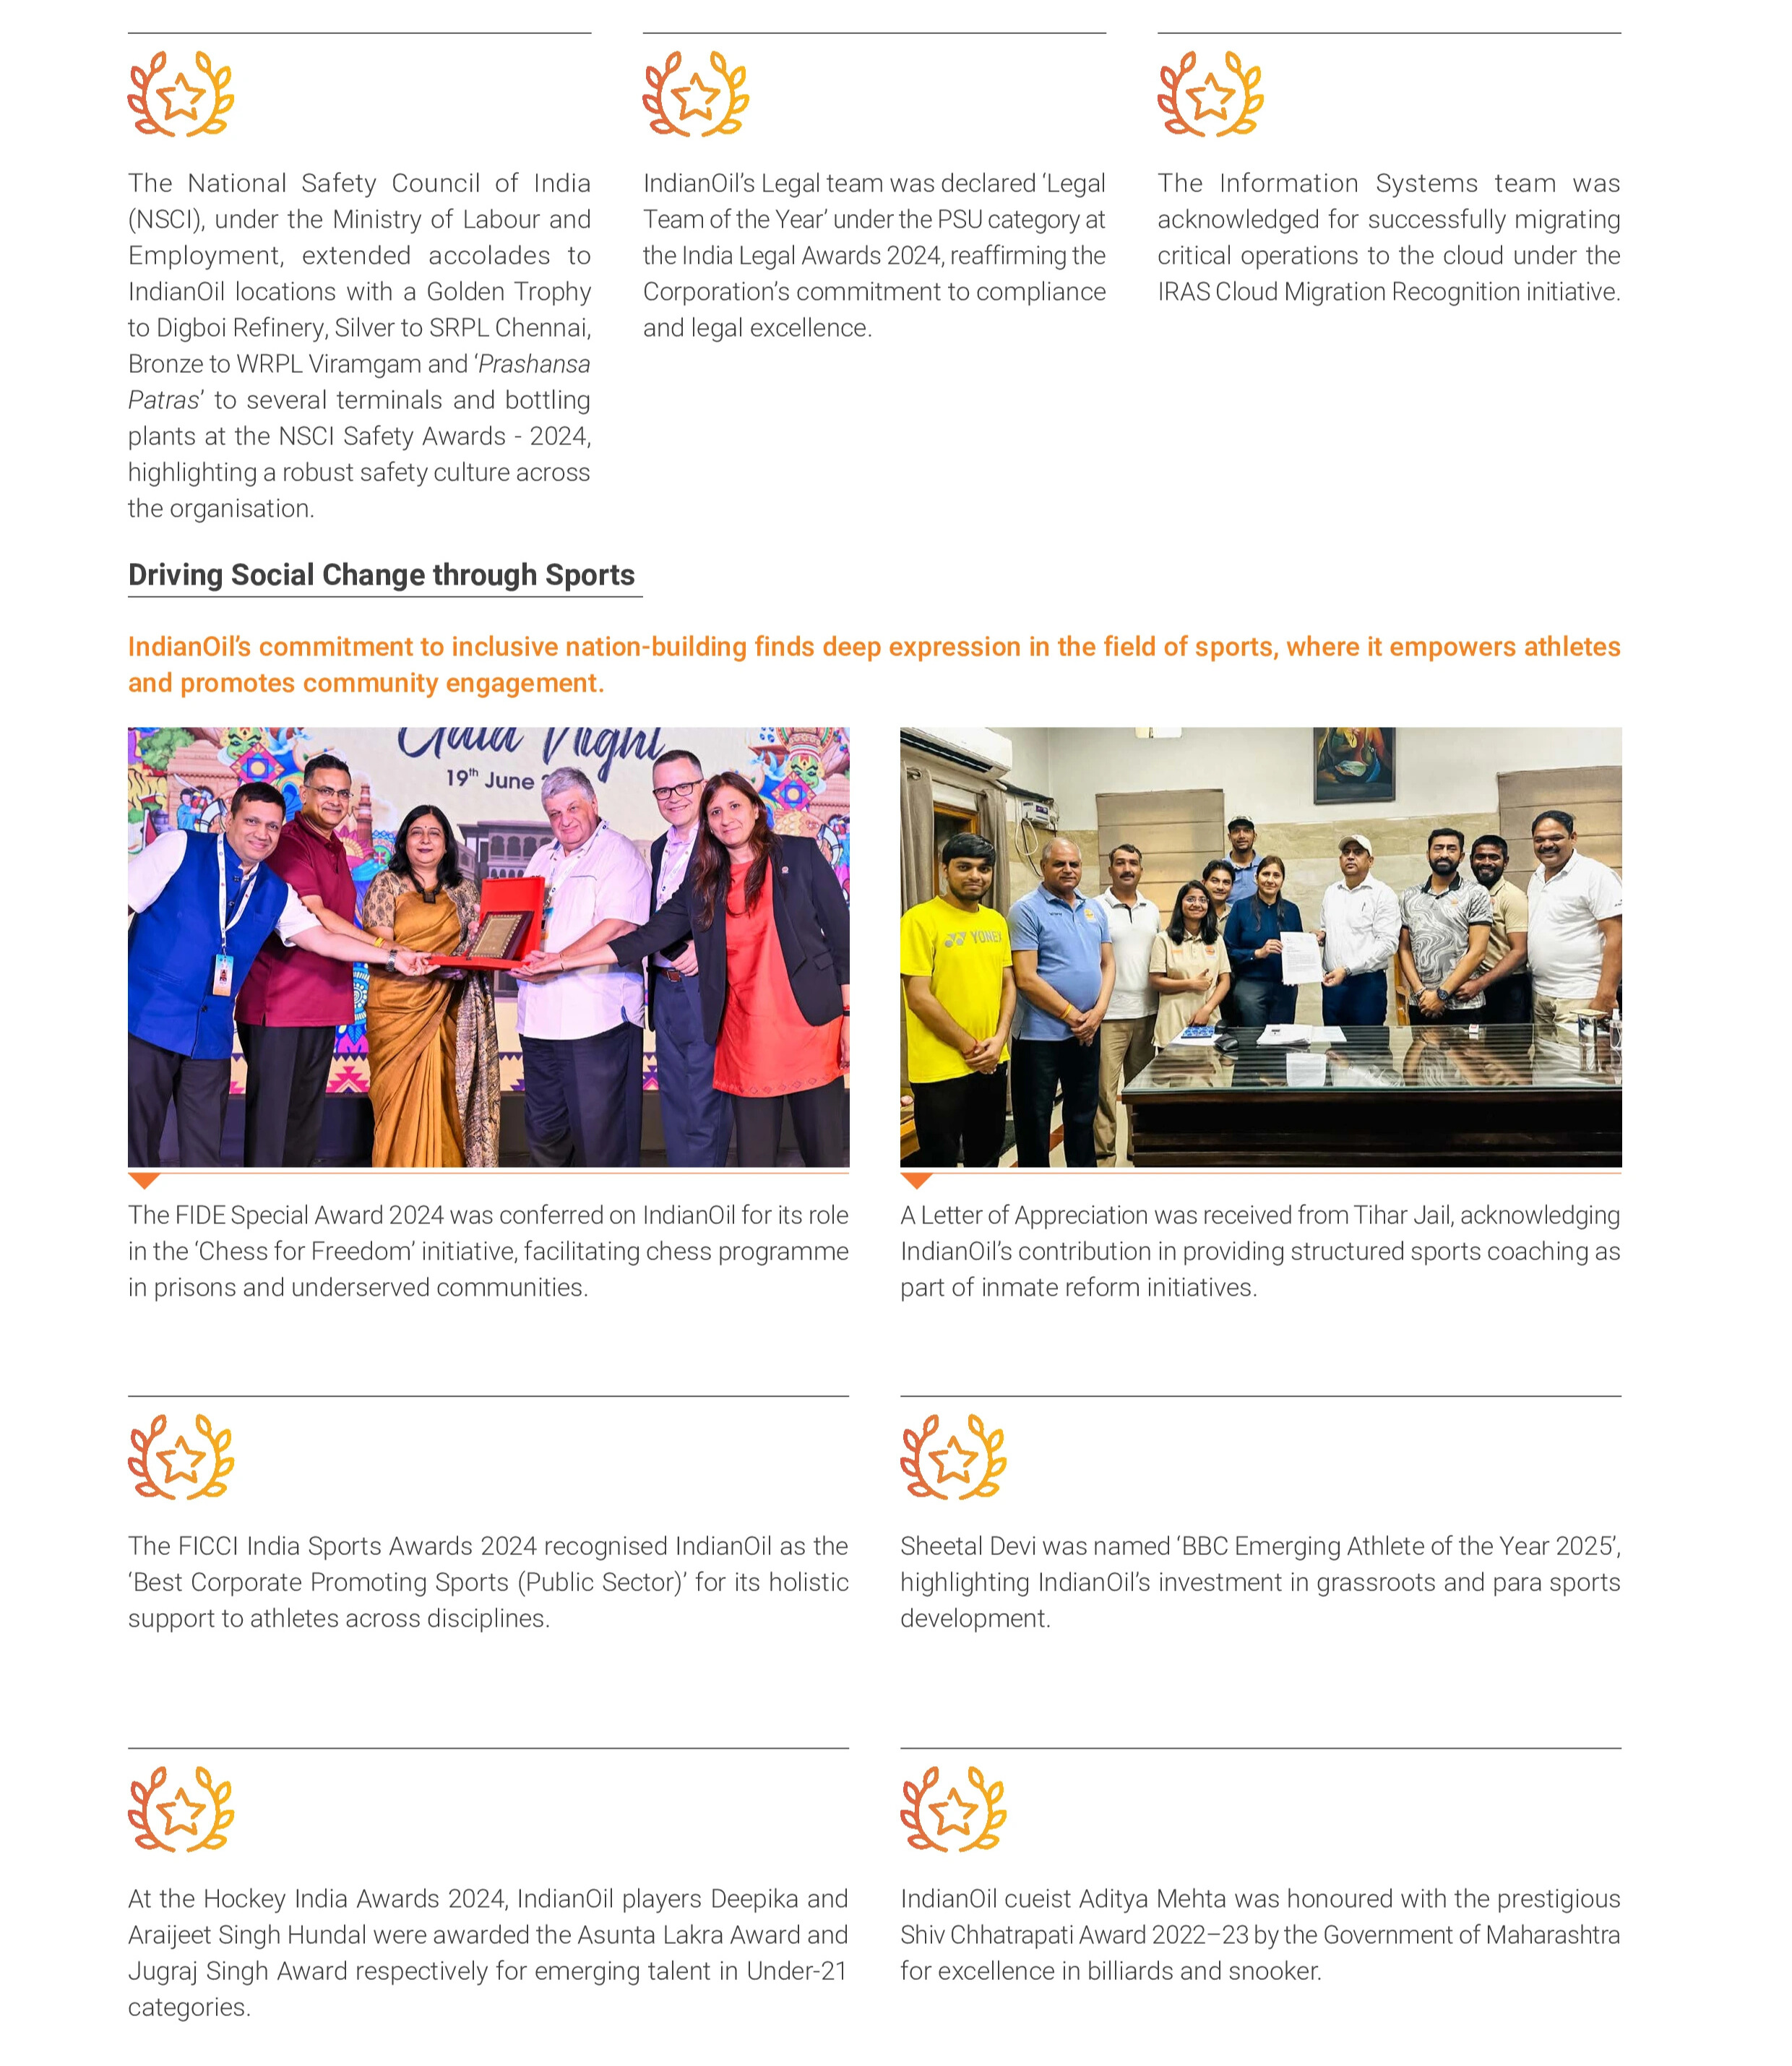 The National Safety Council of India
(NSCI), under the Ministry of Labour and
Employment, extended accolades to
IndianOil locations with a Golden Trophy
to Digboi Refinery, Silver to SRPL Chennai,
Bronze to WRPL Viramgam and ‘Prashansa
Patras’ to several terminals and bottling
plants at the NSCI Safety Awards - 2024,
highlighting a robust safety culture across
the organisation.
IndianOil’s Legal team was declared ‘Legal
Team of the Year’ under the PSU category at
the India Legal Awards 2024, reaffirming the
Corporation’s commitment to compliance
and legal excellence.
The Information Systems team was
acknowledged for successfully migrating
critical operations to the cloud under the
IRAS Cloud Migration Recognition initiative.
Driving Social Change through Sports
IndianOil’s commitment to inclusive nation-building finds deep expression in the field of sports, where it empowers athletes
and promotes community engagement.
Gala Night
19th June
YONEX
The FIDE Special Award 2024 was conferred on IndianOil for its role
in the ‘Chess for Freedom’ initiative, facilitating chess programme
in prisons and underserved communities.
A Letter of Appreciation was received from Tihar Jail, acknowledging
IndianOil’s contribution in providing structured sports coaching as
part of inmate reform initiatives.
The FICCI India Sports Awards 2024 recognised IndianOil as the
‘Best Corporate Promoting Sports (Public Sector)’ for its holistic
support to athletes across disciplines.
Sheetal Devi was named ‘BBC Emerging Athlete of the Year 2025’,
highlighting IndianOil’s investment in grassroots and para sports
development.
At the Hockey India Awards 2024, IndianOil players Deepika and
Araijeet Singh Hundal were awarded the Asunta Lakra Award and
Jugraj Singh Award respectively for emerging talent in Under-21
categories.
IndianOil cueist Aditya Mehta was honoured with the prestigious
Shiv Chhatrapati Award 2022–23 by the Government of Maharashtra
for excellence in billiards and snooker.